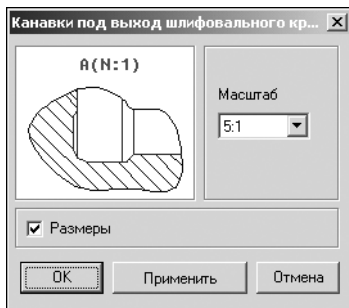 Канавки под выход шлифовального кр...
A(N:1)
Масштаб
5:1
Размеры
OK
Применить
Отмена